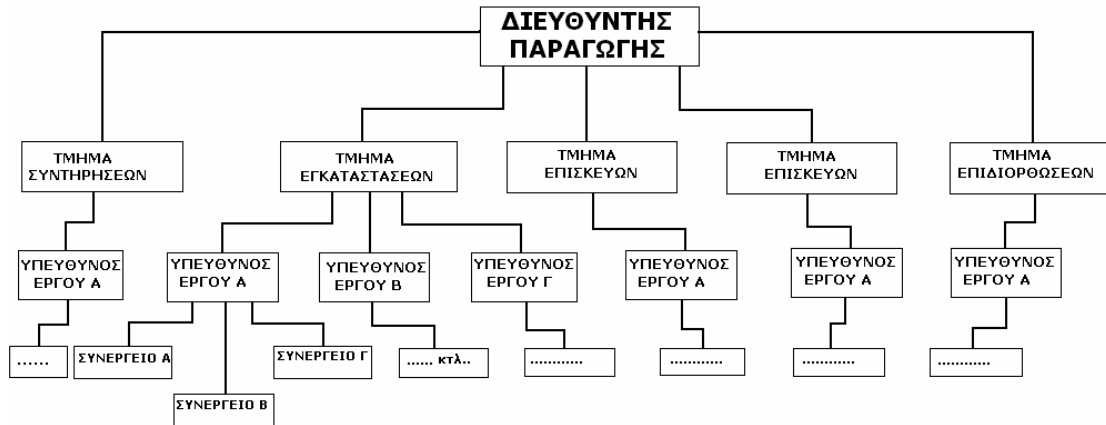 ΔΙΕΥΘΥΝΤΗΣ
ΠΑΡΑΓΩΓΗΣ
ΤΜΗΜΑ
ΣΥΝΤΗΡΗΣΕΩΝ
ΤΜΗΜΑ
ΕΓΚΑΤΑΣΤΑΣΕΩΝ
ΤΜΗΜΑ
ΕΠΙΣΚΕΥΩΝ
ΤΜΗΜΑ
ΕΠΙΣΚΕΥΩΝ
ΤΜΗΜΑ
ΕΠΙΔΙΟΡΘΩΣΕΩΝ
ΥΠΕΥΘΥΝΟΣ
ΕΡΓΟΥ Α
ΥΠΕΥΘΥΝΟΣ
ΕΡΓΟΥ Α
ΥΠΕΥΘΥΝΟΣ
ΕΡΓΟΥ Β
ΥΠΕΥΘΥΝΟΣ
ΕΡΓΟΥ Γ
ΥΠΕΥΘΥΝΟΣ
ΕΡΓΟΥ Α
ΥΠΕΥΘΥΝΟΣ
ΕΡΓΟΥ Α
ΥΠΕΥΘΥΝΟΣ
ΕΡΓΟΥ Α
......
ΣΥΝΕΡΓΕΙΟ Α
ΣΥΝΕΡΓΕΙΟ Γ
...... κτλ..
............
............
............
............
ΣΥΝΕΡΓΕΙΟ Β